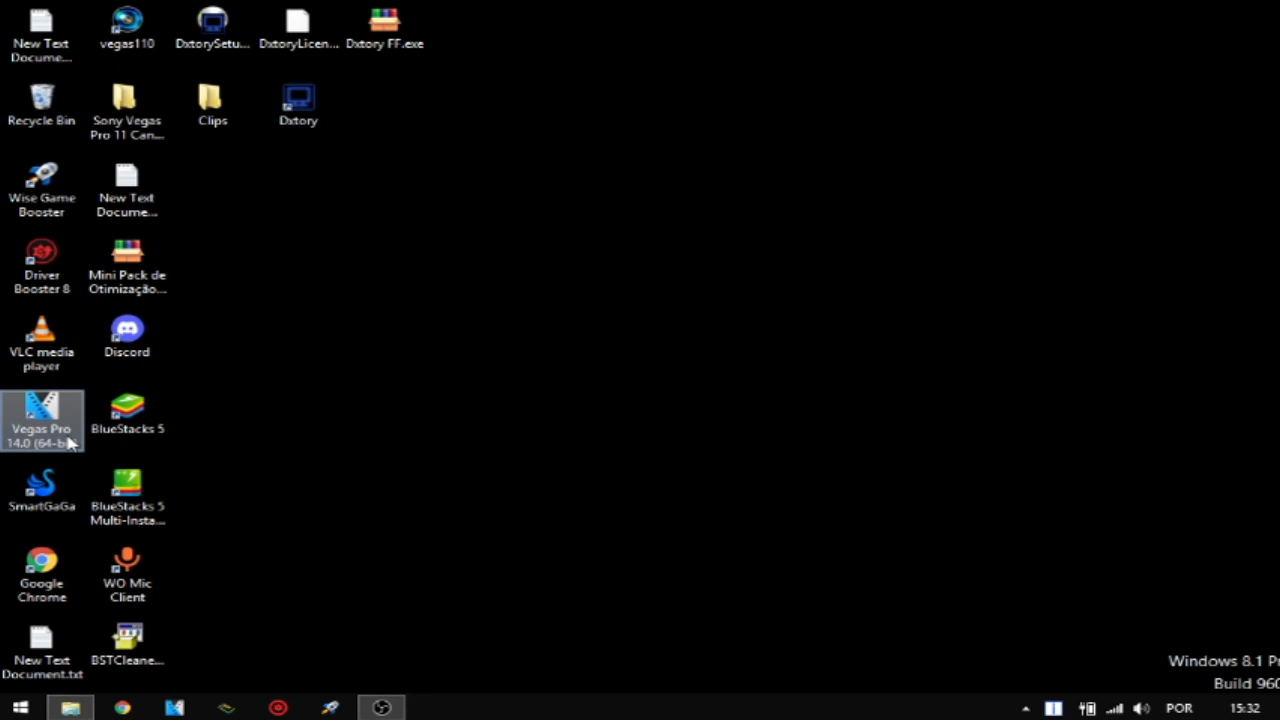 New Text
Docume...
vegas110
DxtorySetu...
DxtoryLicen...
Dxtory FF.exe
Recycle Bin
Sony Vegas
Pro 11 Can...
Clips
Dxtory
Wise Game
Booster
New Text
Docume...
Driver
Booster 8
Mini Pack de
Otimização...
VLC media
player
Discord
Vegas Pro
14.0
BlueStacks 5
SmartGaGa
BlueStacks 5
Multi-Insta...
Google
Chrome
WO Mic
Client
New Text
Document.txt
BSTCleane...
Windows 8.1
Build
POR
15:32